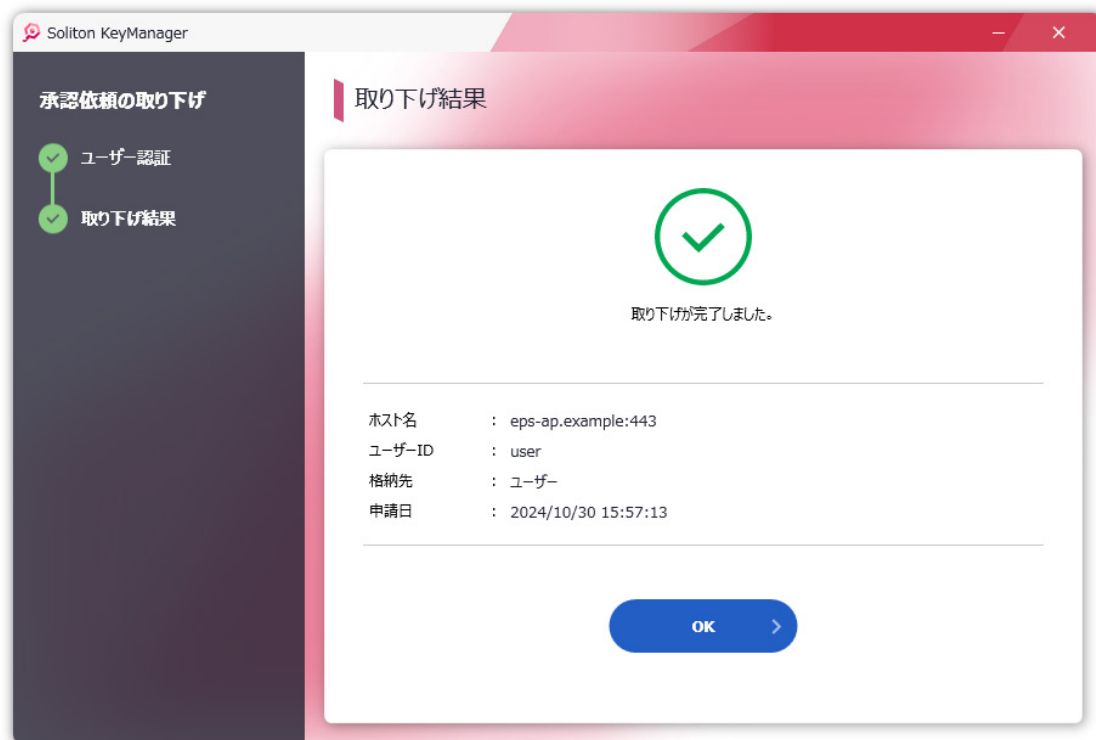 Soliton KeyManager
承認依頼の取り下げ
ユーザー認証
取り下げ結果
取り下げ結果
取り下げが完了しました。
ホスト名 : eps-ap.example:443
ユーザーID : user
格納先 : ユーザー
申請日 : 2024/10/30 15:57:13
OK